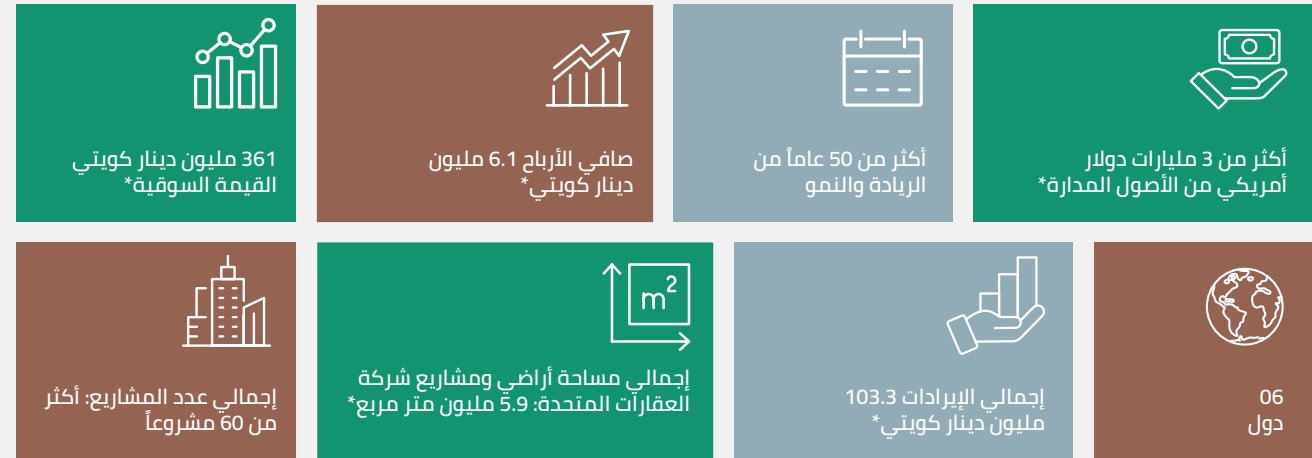 أكثر من 3 مليارات دولار
أمريكي من الأصول المدارة*
أكثر من 50 عاماً من
الريادة والنمو
صافي الأرباح 6.1 مليون
دينار كويتي*
361 مليون دينار كويتي
القيمة السوقية*
06
دول
إجمالي الإيرادات 103.3
مليون دينار كويتي*
m²
إجمالي مساحة أراضي ومشاريع شركة
العقارات المتحدة: 5.9 مليون متر مربع*
إجمالي عدد المشاريع: أكثر
من 60 مشروعاً